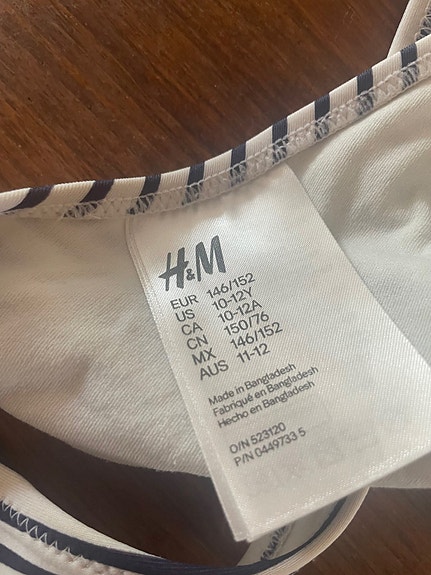 H&M
EUR 146/152
US 10-12Y
CA 10-12A
CN 150/76
MX 146/152
AUS 11-12
Made in Bangladesh
Fabriqué en Bangladesh
Hecho en Bangladesh
O/N 523120
P/N 0449733 5